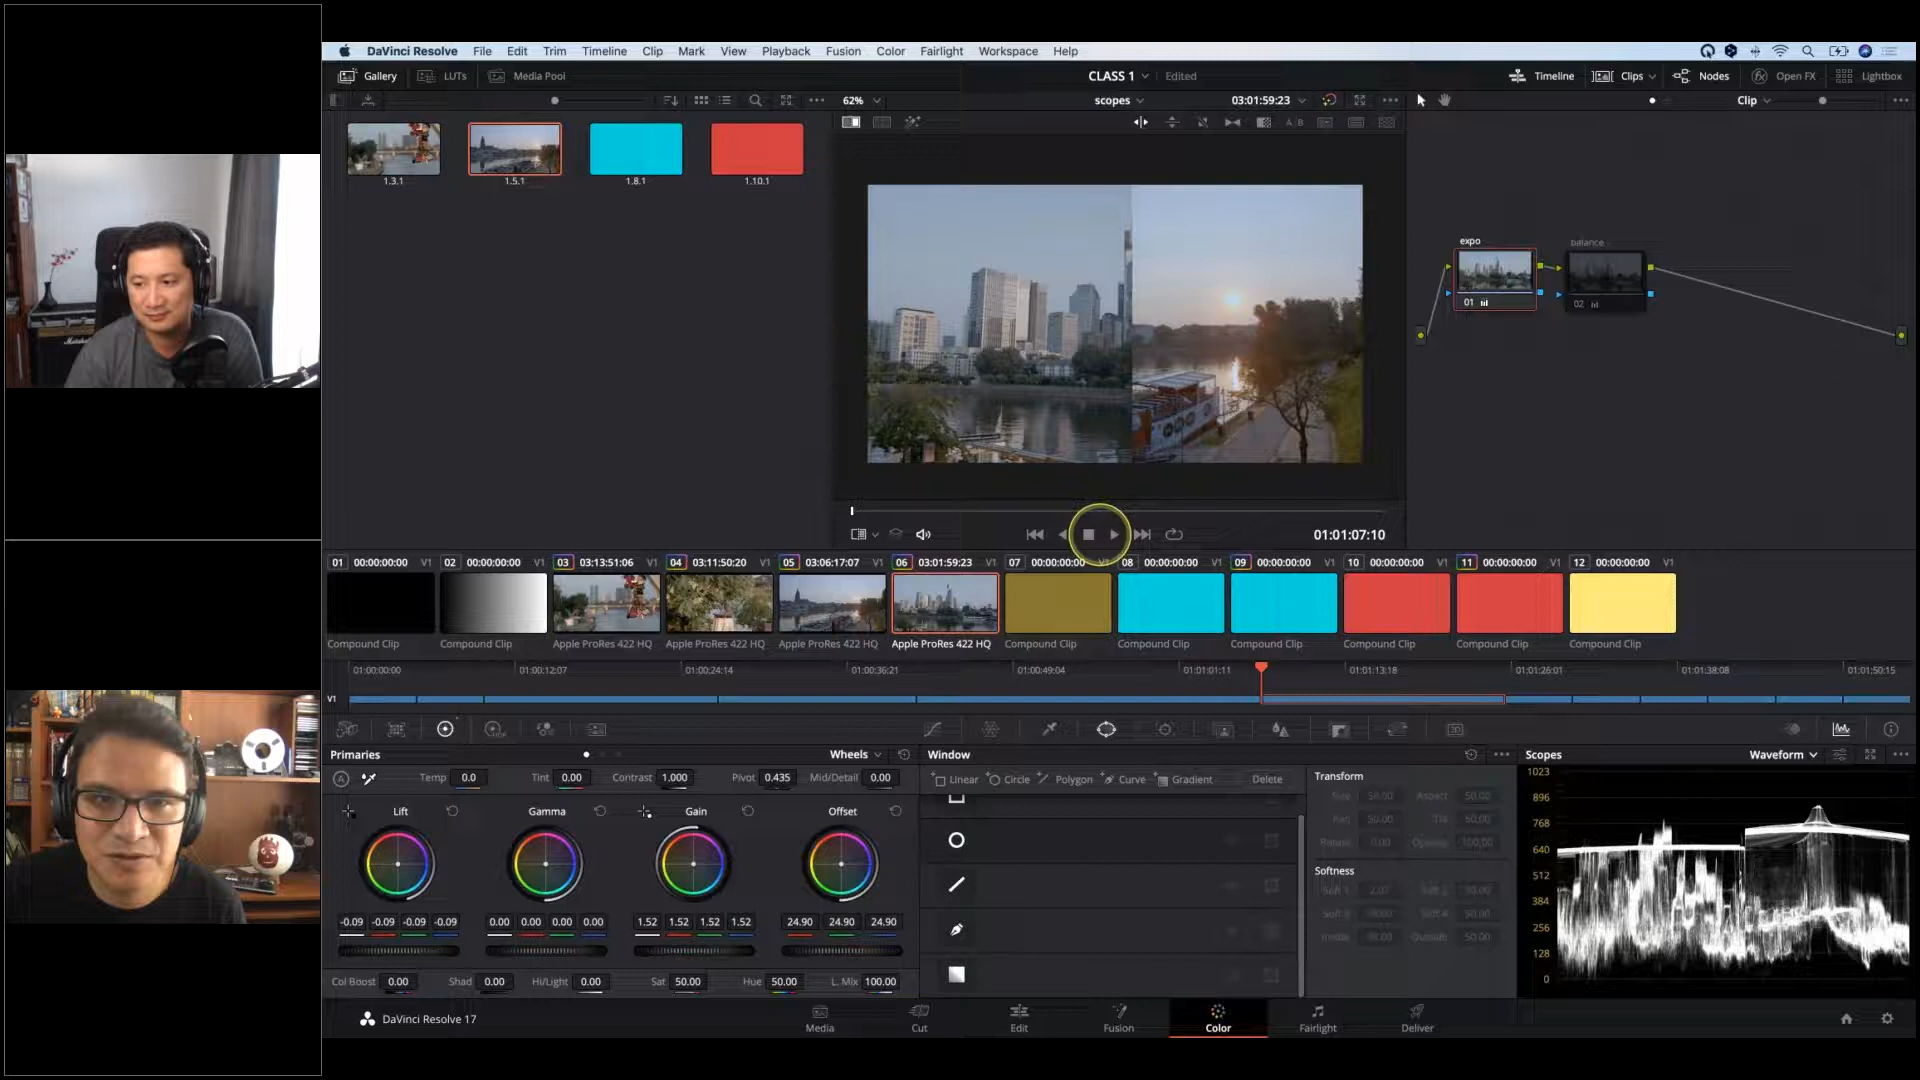 DaVinci Resolve File Edit Trim Timeline Clip Mark View Playback Fusion Color Fairlight Workspace Help
Gallery LUTs Media Pool CLASS 1 Edited Timeline Clips Nodes Open FX Lightbox
62% scopes 03:01:59:23 Clip
A B
1.3.1 1.5.1 1.8.1 1.10.1
expo balance
01 02
Marshall
01:01:07:10
01 00:00:00:00 V1 02 00:00:00:00 V1 03 03:13:51:06 V1 04 03:11:50:20 V1 05 03:06:17:07 V1 06 03:01:59:23 V1 07 00:00:00:00 V1 08 00:00:00:00 V1 09 00:00:00:00 V1 10 00:00:00:00 V1 11 00:00:00:00 V1 12 00:00:00:00 V1
Compound Clip Compound Clip Apple ProRes 422 HQ Apple ProRes 422 HQ Apple ProRes 422 HQ Apple ProRes 422 HQ Compound Clip Compound Clip Compound Clip Compound Clip Compound Clip Compound Clip
01:00:00:00 01:00:12:07 01:00:24:14 01:00:36:21 01:00:49:04 01:01:01:11 01:01:13:18 01:01:26:01 01:01:38:08 01:01:50:15
V1
3D
Primaries Wheels Window Scopes Waveform
Temp 0.0 Tint 0.00 Contrast 1.000 Pivot 0.435 Mid/Detail 0.00
Linear Circle Polygon Curve Gradient Delete
Transform
Size 50.00 Aspect 50.00
Pan 50.00 Tilt 50.00
Rotate 0.00 Opacity 100.00
Softness
Soft 1 2.07 Soft 2 50.00
Soft 3 50.00 Soft 4 50.00
Inside 50.00 Outside 50.00
Lift Gamma Gain Offset
-0.09 -0.09 -0.09 -0.09 0.00 0.00 0.00 0.00 1.52 1.52 1.52 1.52 24.90 24.90 24.90
Col Boost 0.00 Shad 0.00 Hi/Light 0.00 Sat 50.00 Hue 50.00 L. Mix 100.00
1023
896
768
640
512
384
256
128
0
DaVinci Resolve 17
Media Cut Edit Fusion Color Fairlight Deliver